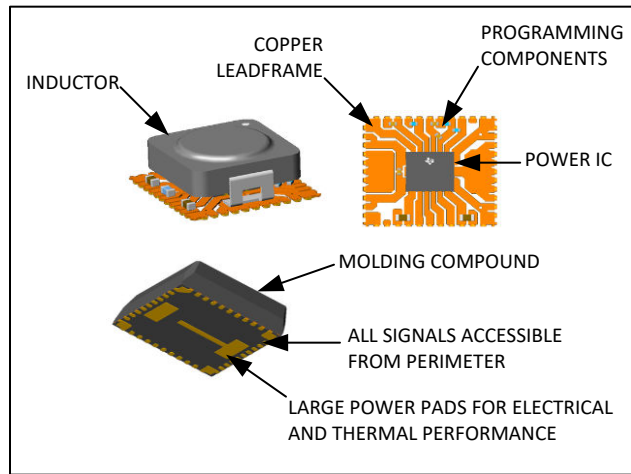 PROGRAMMING
COMPONENTS
COPPER
LEADFRAME
INDUCTOR
POWER IC
MOLDING COMPOUND
ALL SIGNALS ACCESSIBLE
FROM PERIMETER
LARGE POWER PADS FOR ELECTRICAL
AND THERMAL PERFORMANCE